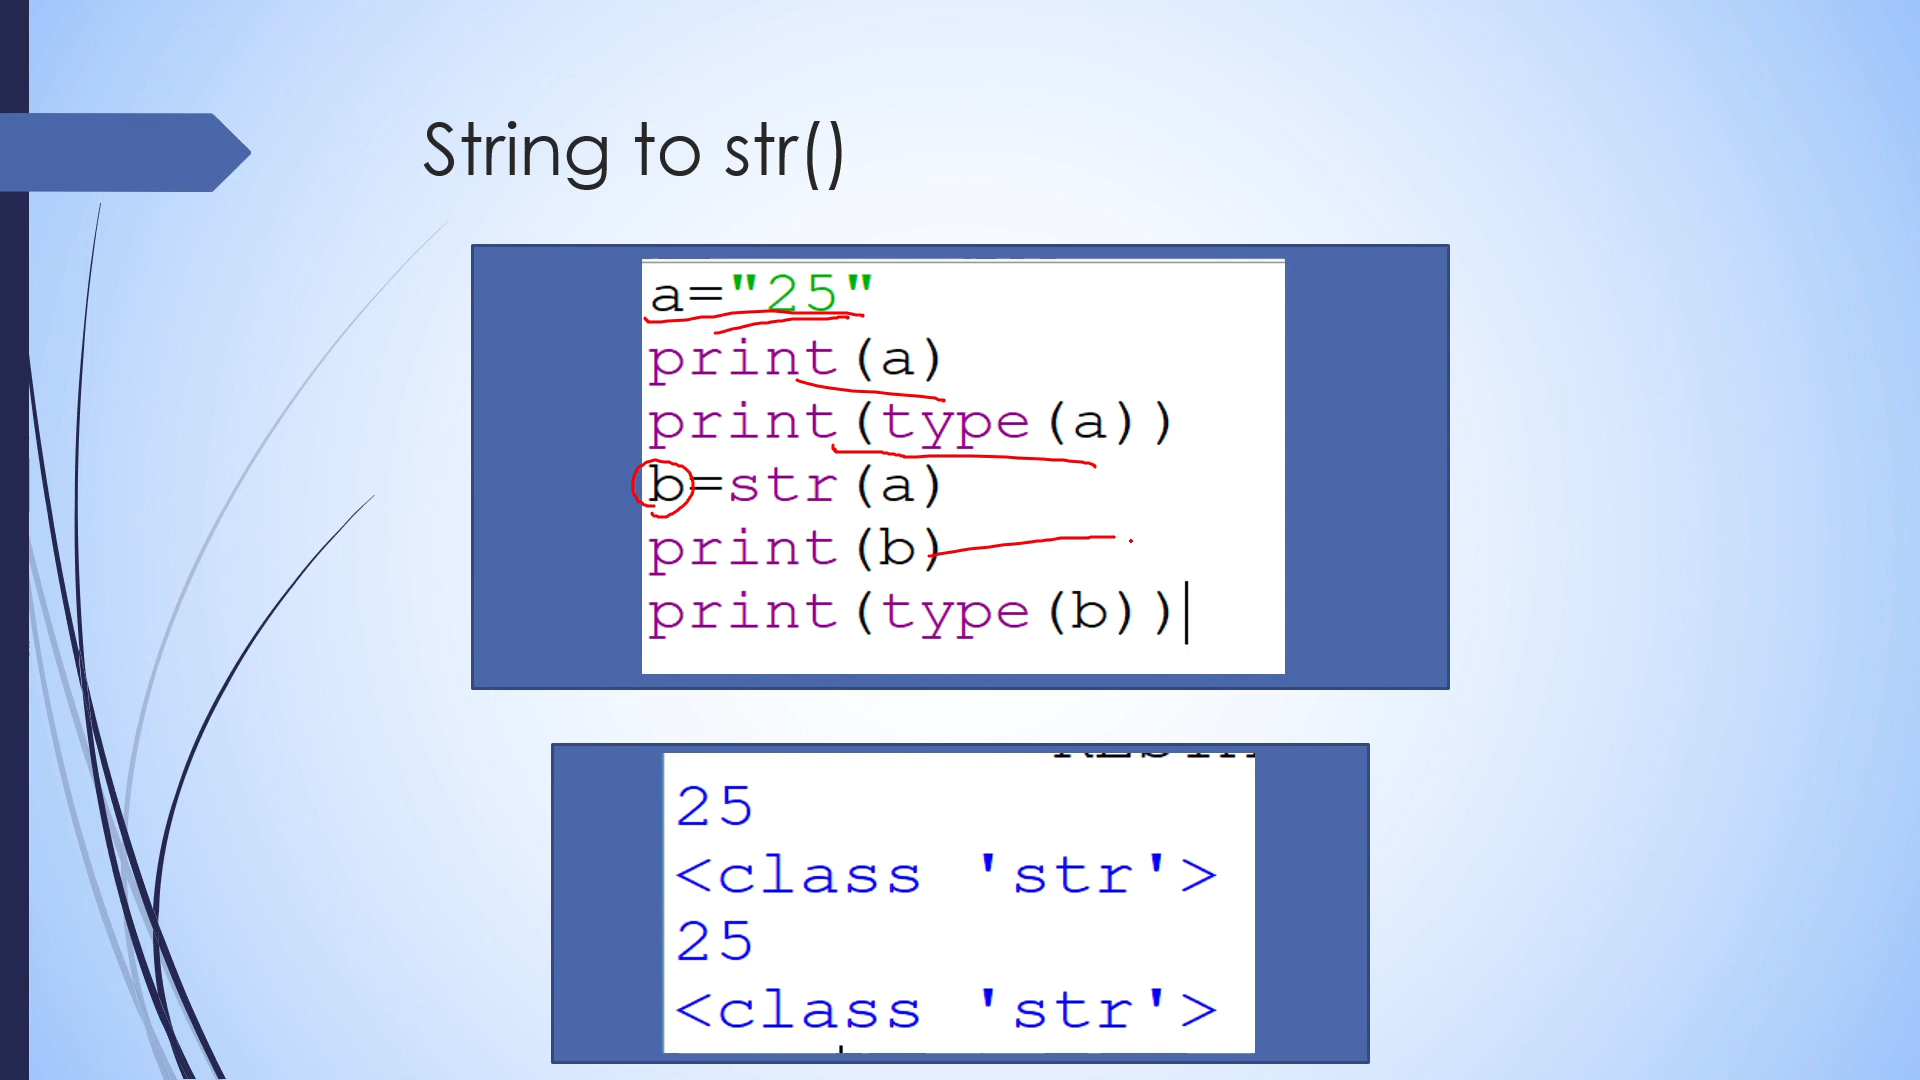 String to str()
a="25"
print(a)
print(type(a))
b=str(a)
print(b)
print(type(b))
25
<class 'str'>
25
<class 'str'>